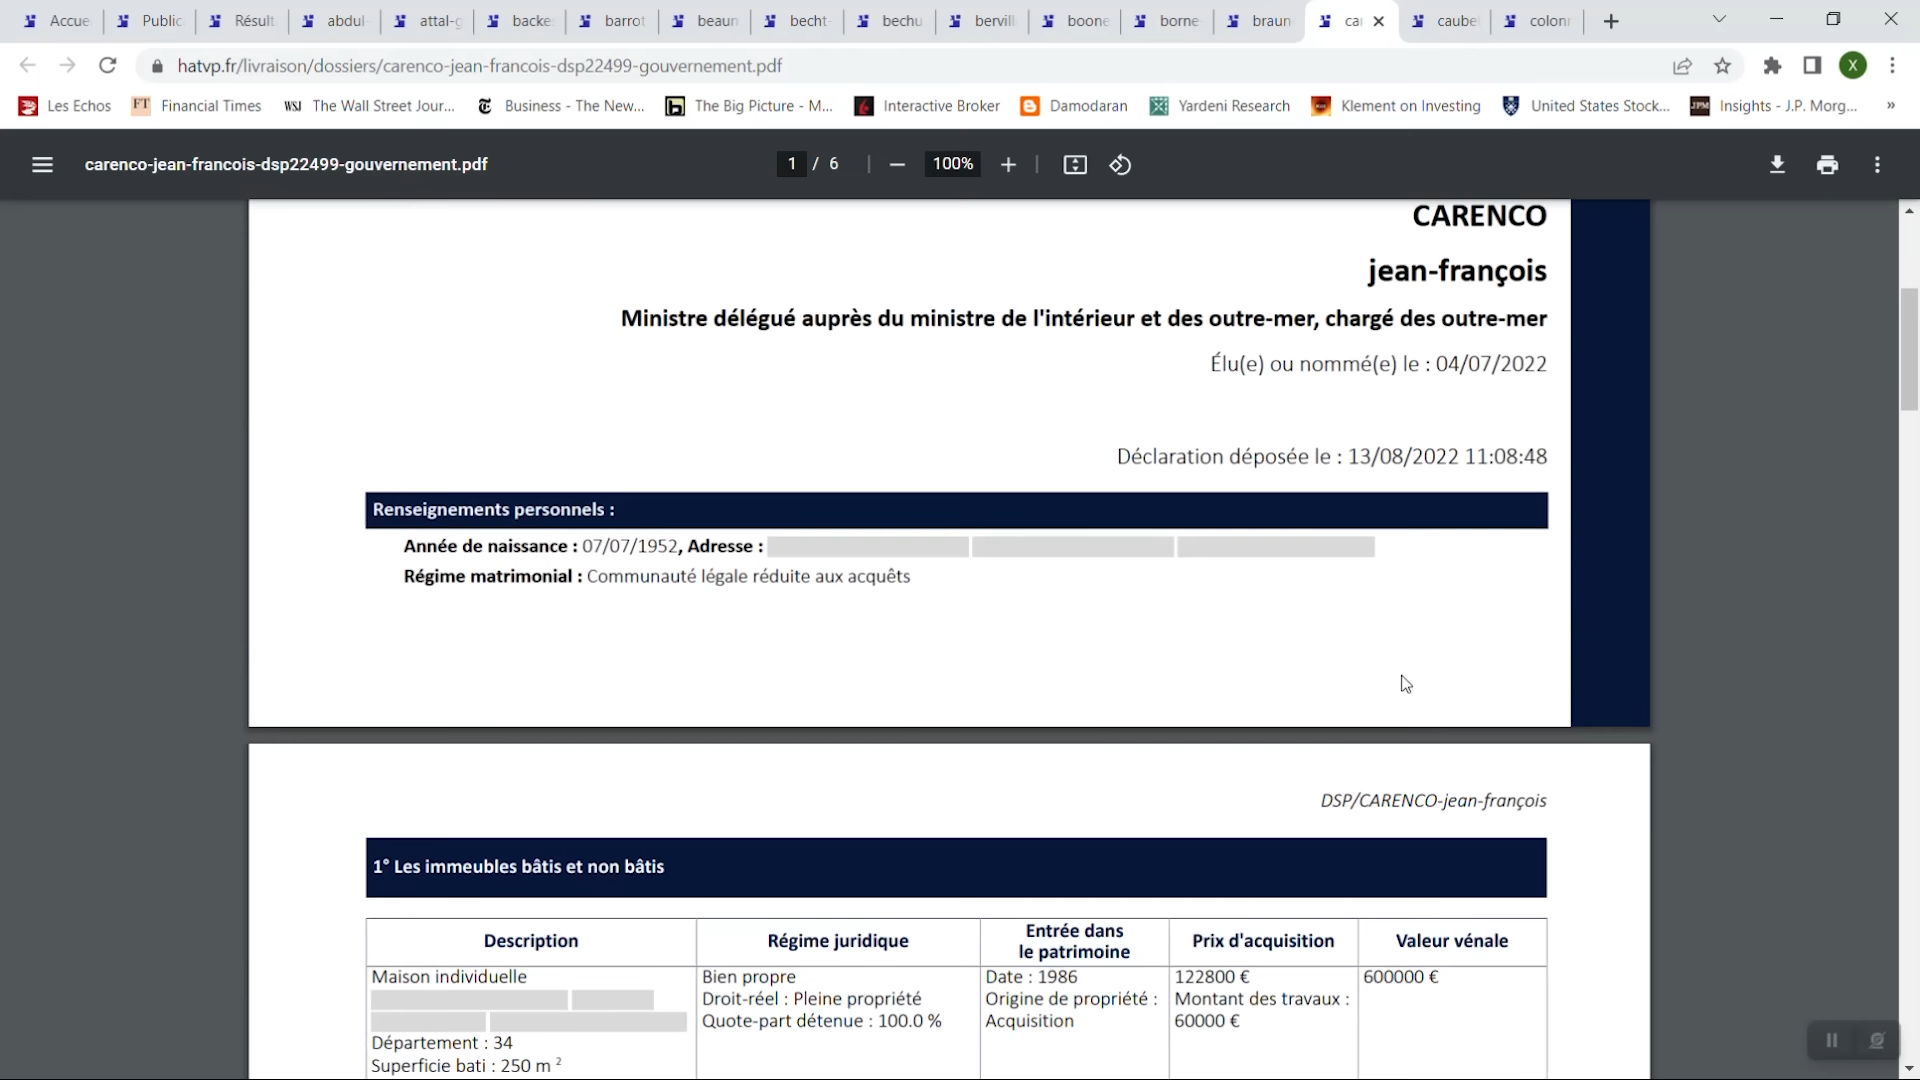 Accue
Public
Résult
abdul-
attal-g
backe
barrot
beaun
becht-
bechu
bervill
boone
borne
braun
ca
caube
colonn
hatvp.fr/livraison/dossiers/carenco-jean-francois-dsp22499-gouvernement.pdf
X
Les Echos
FT Financial Times
WSJ The Wall Street Jour...
Business - The New...
The Big Picture - M...
Interactive Broker
Damodaran
Yardeni Research
Klement on Investing
United States Stock...
JPM Insights - J.P. Morg...
»
carenco-jean-francois-dsp22499-gouvernement.pdf
1 / 6
100%
CARENCO
jean-françois
Ministre délégué auprès du ministre de l'intérieur et des outre-mer, chargé des outre-mer
Élu(e) ou nommé(e) le : 04/07/2022
Déclaration déposée le : 13/08/2022 11:08:48
Renseignements personnels :
Année de naissance : 07/07/1952, Adresse :
Régime matrimonial : Communauté légale réduite aux acquêts
DSP/CARENCO-jean-françois
1° Les immeubles bâtis et non bâtis
Description
Régime juridique
Entrée dans
le patrimoine
Prix d'acquisition
Valeur vénale
Maison individuelle
Département : 34
Superficie bati : 250 m ²
Bien propre
Droit-réel : Pleine propriété
Quote-part détenue : 100.0 %
Date : 1986
Origine de propriété :
Acquisition
122800 €
Montant des travaux :
60000 €
600000 €